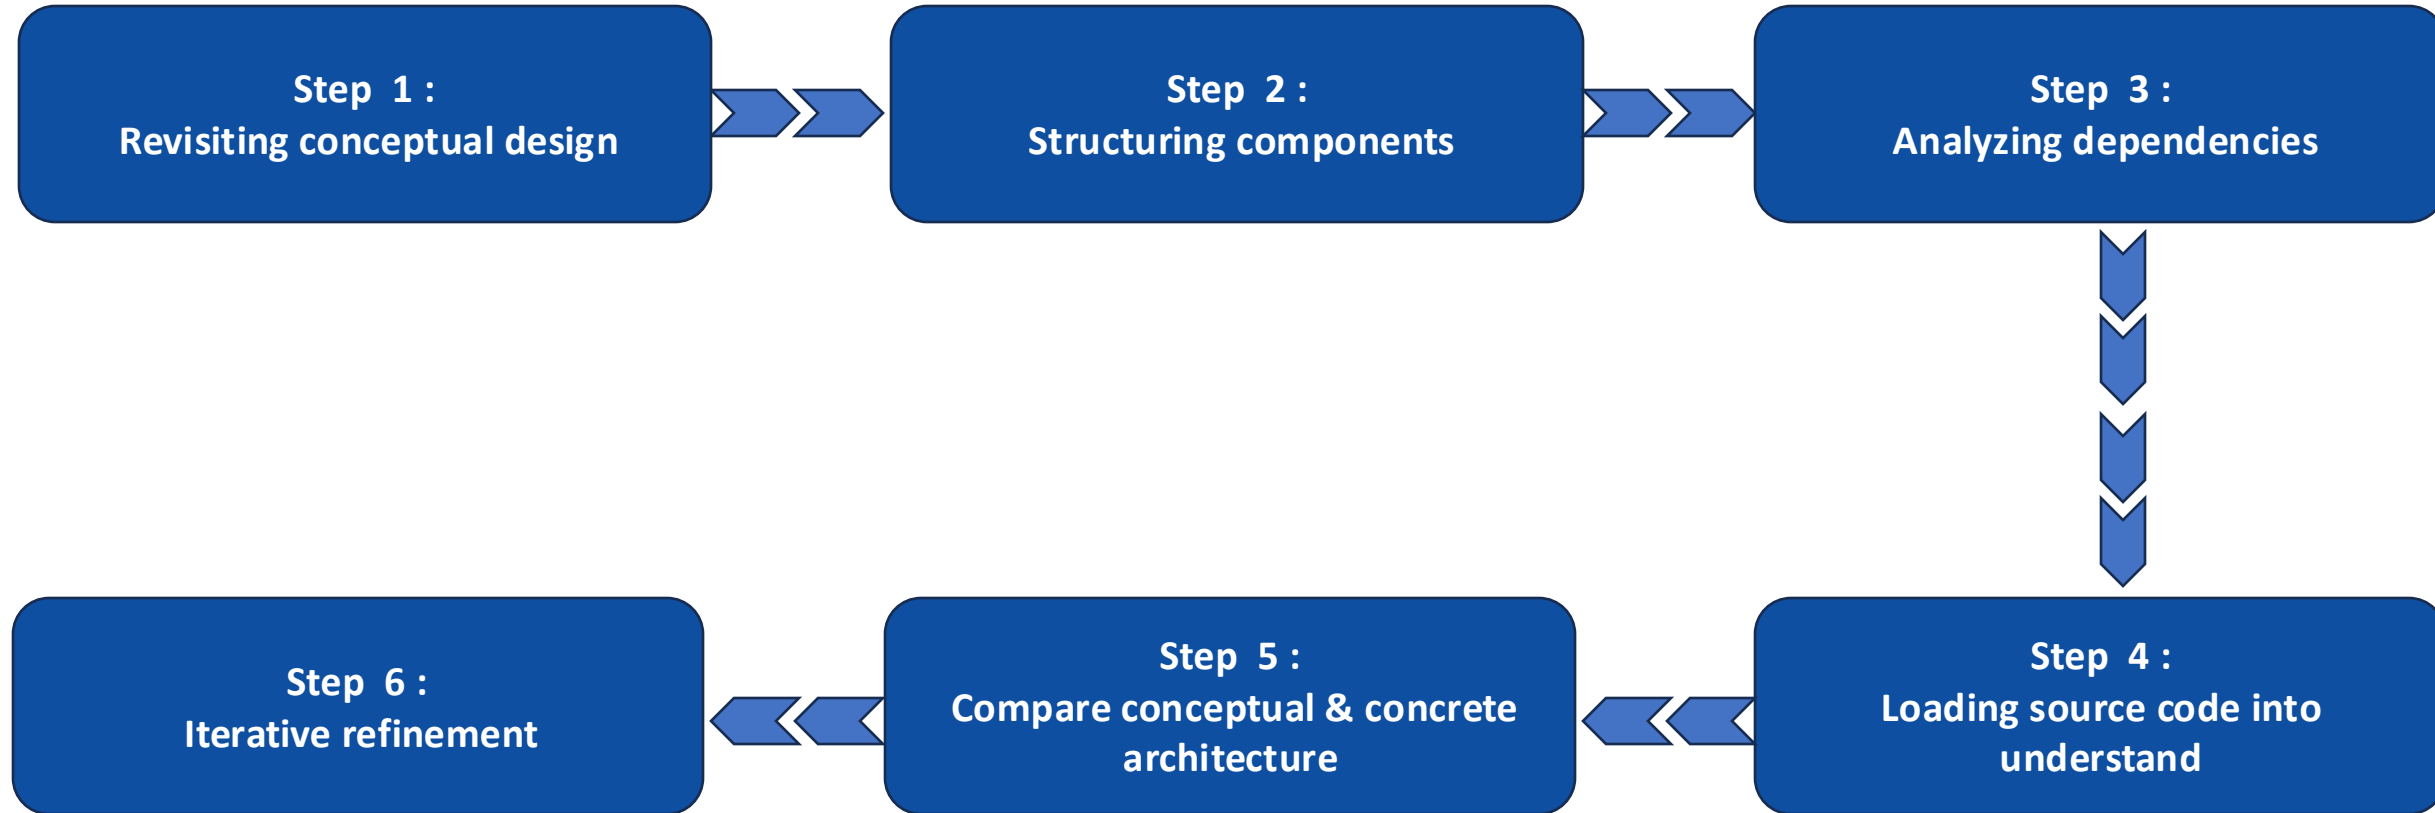 Step 1 :
Revisiting conceptual design
Step 2 :
Structuring components
Step 3 :
Analyzing dependencies
Step 4 :
Loading source code into
understand
Step 5 :
Compare conceptual & concrete
architecture
Step 6 :
Iterative refinement